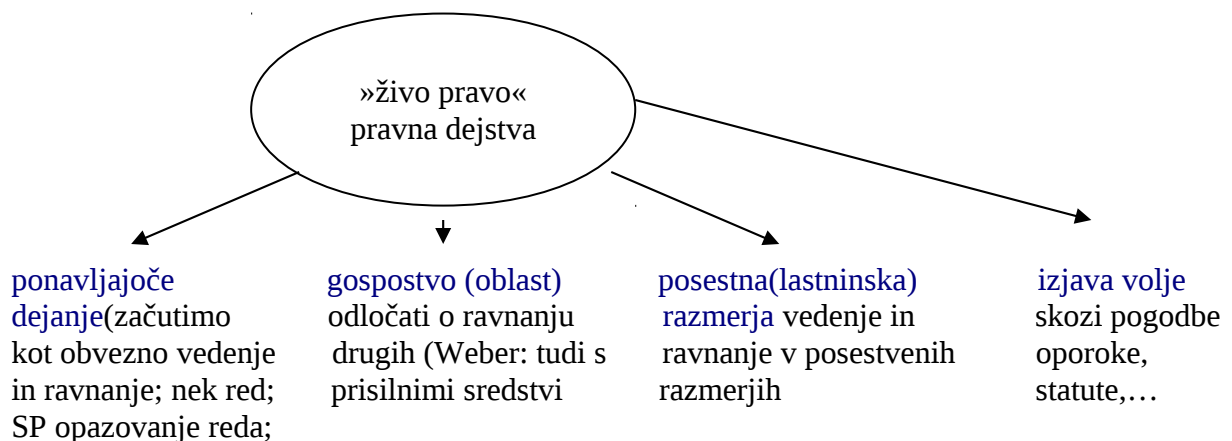 »živo pravo«
pravna dejstva
ponavljajoče
dejanje(začutimo
kot obvezno vedenje
in ravnanje; nek red;
SP opazovanje reda;
gospostvo (oblast)
odločati o ravnanju
drugih (Weber: tudi s
prisilnimi sredstvi
posestna(lastninska)
razmerja vedenje in
ravnanje v posestvenih
razmerjih
izjava volje
skozi pogodbe
oporoke,
statute,…